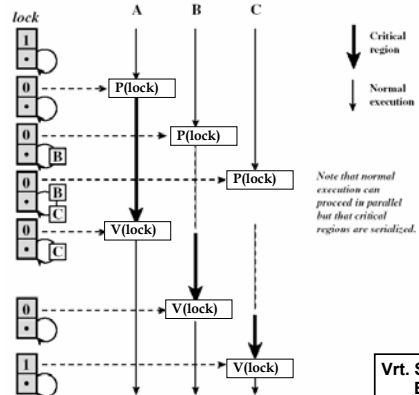 lock A B C
1
0 P(lock)
0 P(lock)
B
0 P(lock)
B
C
0 V(lock)
C
0 V(lock)
1 V(lock)
Critical
region
Normal
execution
Note that normal
execution can
proceed in parallel
but that critical
regions are serialized.
Vrt. S